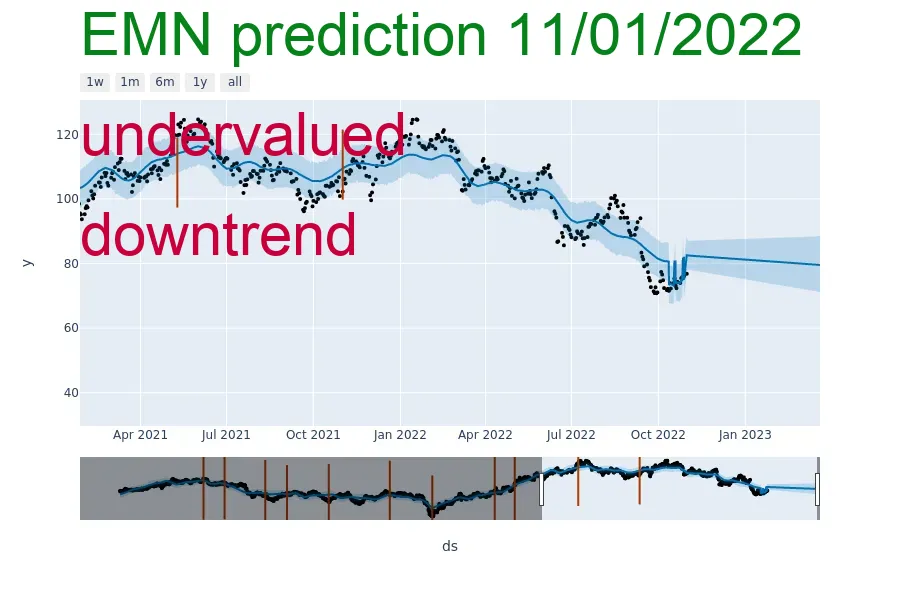 EMN prediction 11/01/2022
1w 1m 6m 1y all
undervalued
downtrend
120
100
80
60
40
y
Apr 2021 Jul 2021 Oct 2021 Jan 2022 Apr 2022 Jul 2022 Oct 2022 Jan 2023
ds